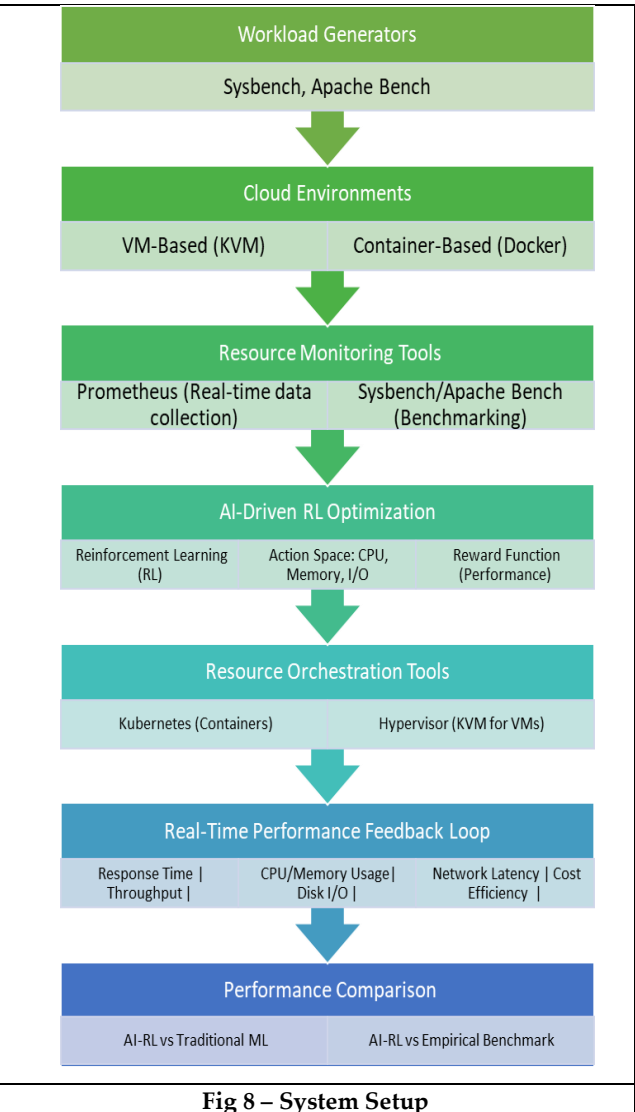 Workload Generators
Sysbench, Apache Bench
Cloud Environments
VM-Based (KVM)
Container-Based (Docker)
Resource Monitoring Tools
Prometheus (Real-time data
collection)
Sysbench/Apache Bench
(Benchmarking)
AI-Driven RL Optimization
Reinforcement Learning
(RL)
Action Space: CPU,
Memory, I/O
Reward Function
(Performance)
Resource Orchestration Tools
Kubernetes (Containers)
Hypervisor (KVM for VMs)
Real-Time Performance Feedback Loop
Response Time |
Throughput |
CPU/Memory Usage|
Disk I/O |
Network Latency | Cost
Efficiency |
Performance Comparison
AI-RL vs Traditional ML
AI-RL vs Empirical Benchmark
Fig 8 – System Setup